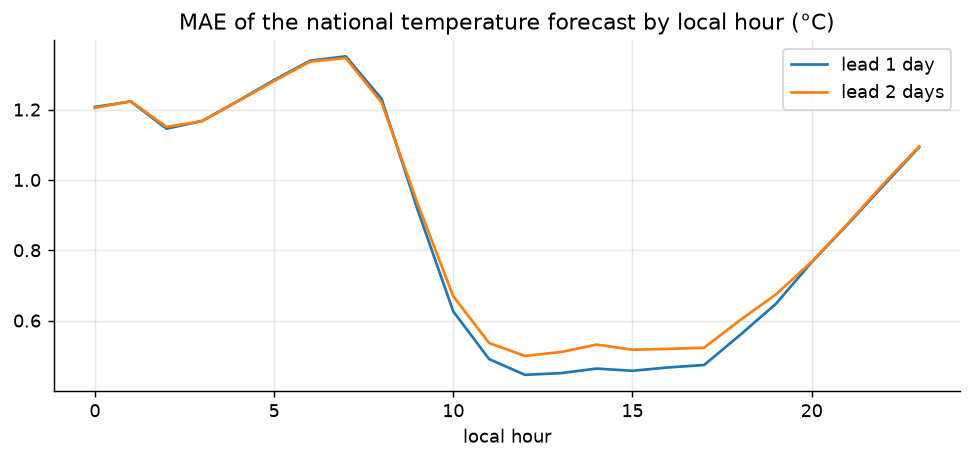 MAE of the national temperature forecast by local hour (°C)
lead 1 day
lead 2 days
1.2
1.0
0.8
0.6
0 5 10 15 20
local hour